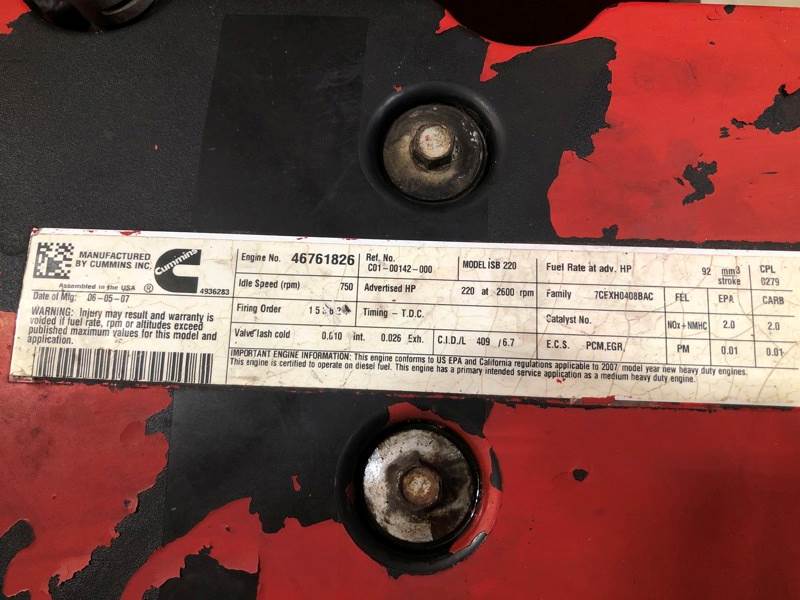 MANUFACTURED
BY CUMMINS INC.
Cummins
Assembled in the USA ® 4936283
Date of Mfg: 06-05-07
WARNING: Injury may result and warranty is
voided if fuel rate, rpm or altitudes exceed
published maximum values for this model and
application.
Engine No. 46761826 Ref. No.
C01-00142-000 MODEL ISB 220 Fuel Rate at adv. HP 92 mm3
stroke CPL
0279
Idle Speed (rpm) 750 Advertised HP 220 at 2600 rpm Family 7CEXH0408BAC FEL EPA CARB
Firing Order Timing - T.D.C. Catalyst No. NOx+NMHC 2.0 2.0
Valve lash cold 0.010 int. 0.026 Exh. C.I.D./L 409 /6.7 E.C.S. PCM,EGR, PM 0.01 0.01
IMPORTANT ENGINE INFORMATION: This engine conforms to US EPA and California regulations applicable to 2007 model year new heavy duty engines.
This engine is certified to operate on diesel fuel. This engine has a primary intended service application as a medium heavy duty engine.